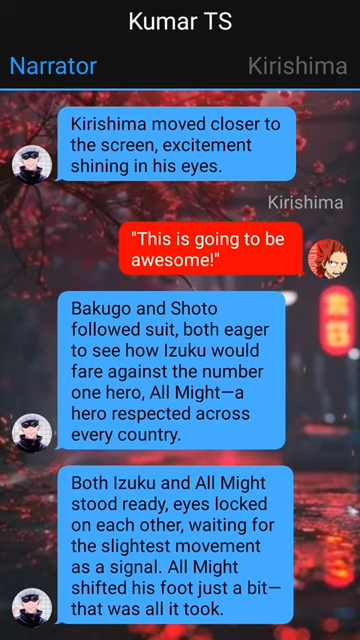 Kumar TS
Narrator
Kirishima
Kirishima moved closer to
the screen, excitement
shining in his eyes.
Kirishima
"This is going to be
awesome!"
Bakugo and Shoto
followed suit, both eager
to see how Izuku would
fare against the number
one hero, All Might—a
hero respected across
every country.
Both Izuku and All Might
stood ready, eyes locked
on each other, waiting for
the slightest movement
as a signal. All Might
shifted his foot just a bit—
that was all it took.